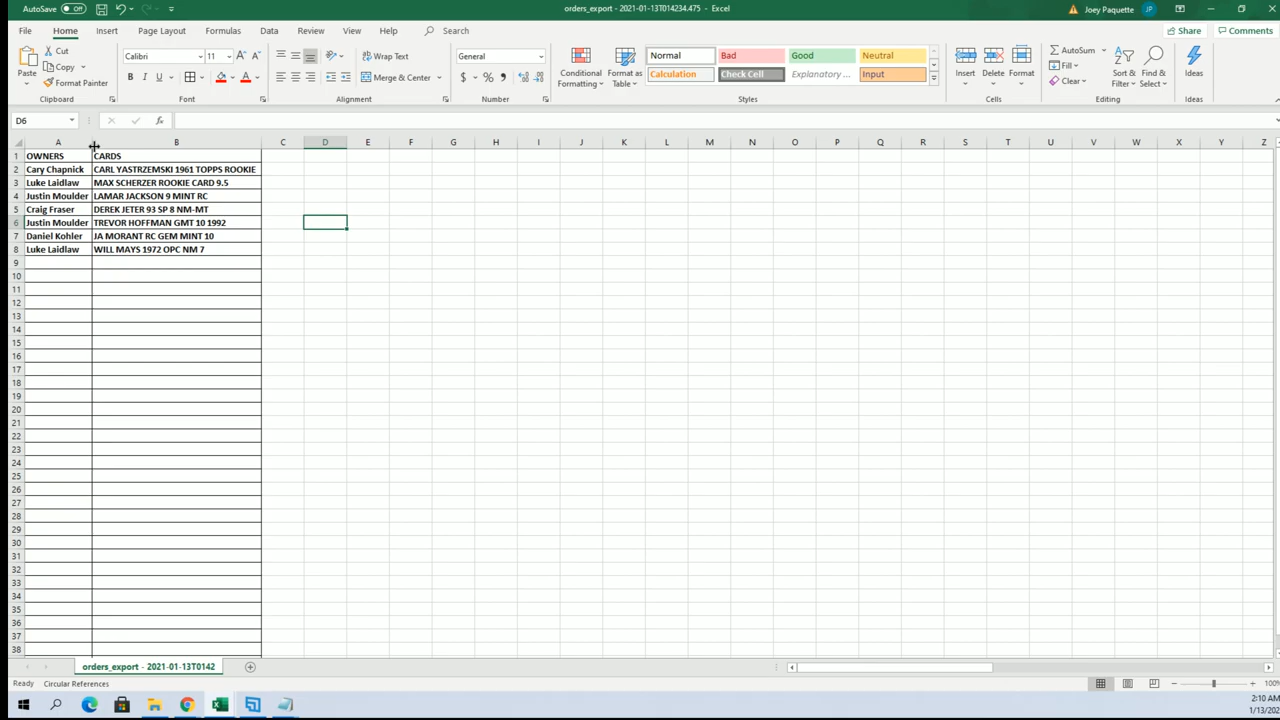 AutoSave Off orders_export - 2021-01-13T014234.475 - Excel Joey Paquette JP
File Home Insert Page Layout Formulas Data Review View Help Search Share Comments
Paste Cut Copy Format Painter Clipboard
Calibri 11 B I U Font
Wrap Text Merge & Center Alignment
General $ % Number
Conditional Formatting Format as Table
Normal Bad Good Neutral
Calculation Check Cell Explanatory ... Input
Styles
Insert Delete Format Cells
AutoSum Fill Clear Sort & Filter Find & Select Editing
Ideas Ideas
D6 fx
A B C D E F G H I J K L M N O P Q R S T U V W X Y Z
1 OWNERS CARDS
2 Cary Chapnick CARL YASTRZEMSKI 1961 TOPPS ROOKIE
3 Luke Laidlaw MAX SCHERZER ROOKIE CARD 9.5
4 Justin Moulder LAMAR JACKSON 9 MINT RC
5 Craig Fraser DEREK JETER 93 SP 8 NM-MT
6 Justin Moulder TREVOR HOFFMAN GMT 10 1992
7 Daniel Kohler JA MORANT RC GEM MINT 10
8 Luke Laidlaw WILL MAYS 1972 OPC NM 7
9
10
11
12
13
14
15
16
17
18
19
20
21
22
23
24
25
26
27
28
29
30
31
32
33
34
35
36
37
38
orders_export - 2021-01-13T0142
Ready Circular References 100%
2:10 AM
1/13/202